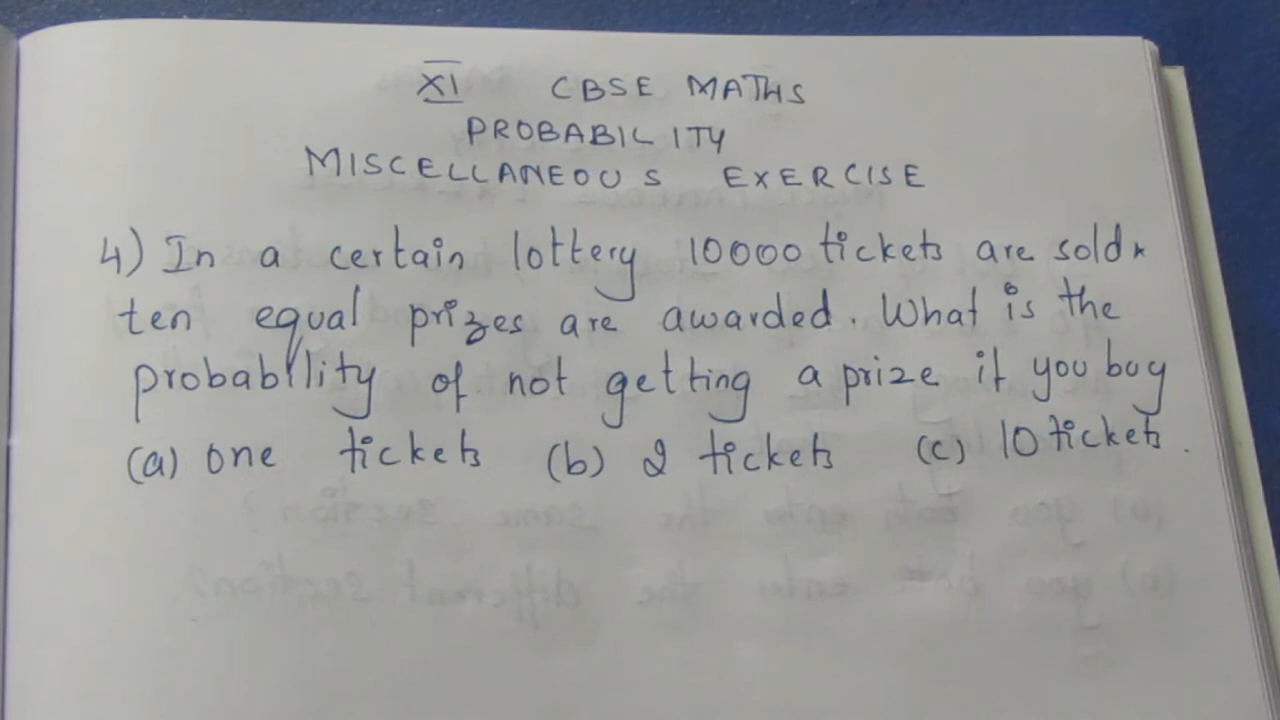 XI CBSE MATHS
PROBABILITY
MISCELLANEOUS EXERCISE
4) In a certain lottery 10000 tickets are sold &
ten equal prizes are awarded. What is the
probability of not getting a prize if you buy
(a) one tickets (b) 2 tickets (c) 10 tickets.